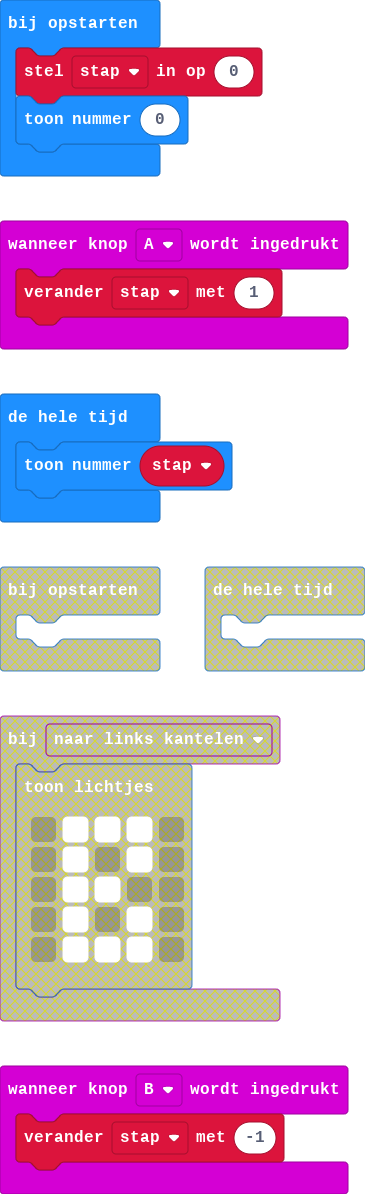 bij opstarten
stel stap in op 0
toon nummer 0
wanneer knop A wordt ingedrukt
verander stap met 1
de hele tijd
toon nummer stap
bij opstarten
de hele tijd
bij naar links kantelen
toon lichtjes
wanneer knop B wordt ingedrukt
verander stap met -1